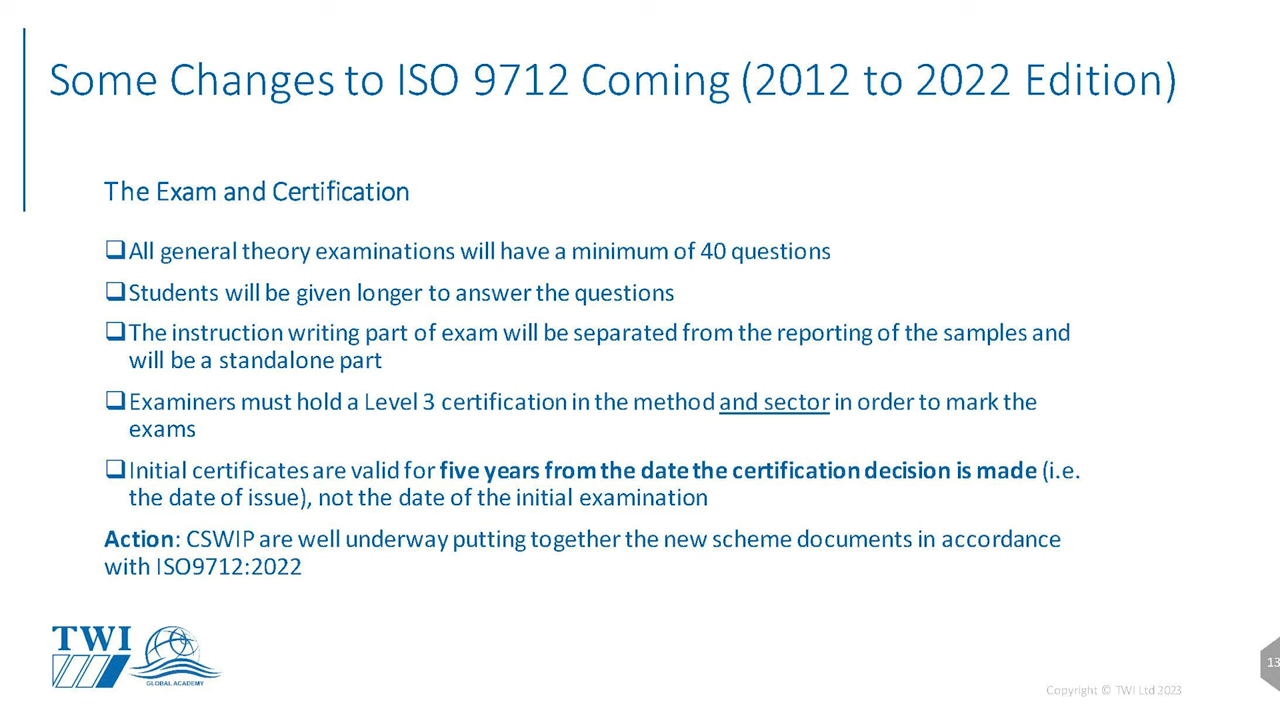 Some Changes to ISO 9712 Coming (2012 to 2022 Edition)
The Exam and Certification
❑All general theory examinations will have a minimum of 40 questions
❑Students will be given longer to answer the questions
❑The instruction writing part of exam will be separated from the reporting of the samples and
will be a standalone part
❑Examiners must hold a Level 3 certification in the method and sector in order to mark the
exams
❑Initial certificates are valid for five years from the date the certification decision is made (i.e.
the date of issue), not the date of the initial examination
Action: CSWIP are well underway putting together the new scheme documents in accordance
with ISO9712:2022
TWI
GLOBAL ACADEMY
13
Copyright © TWI Ltd 2023